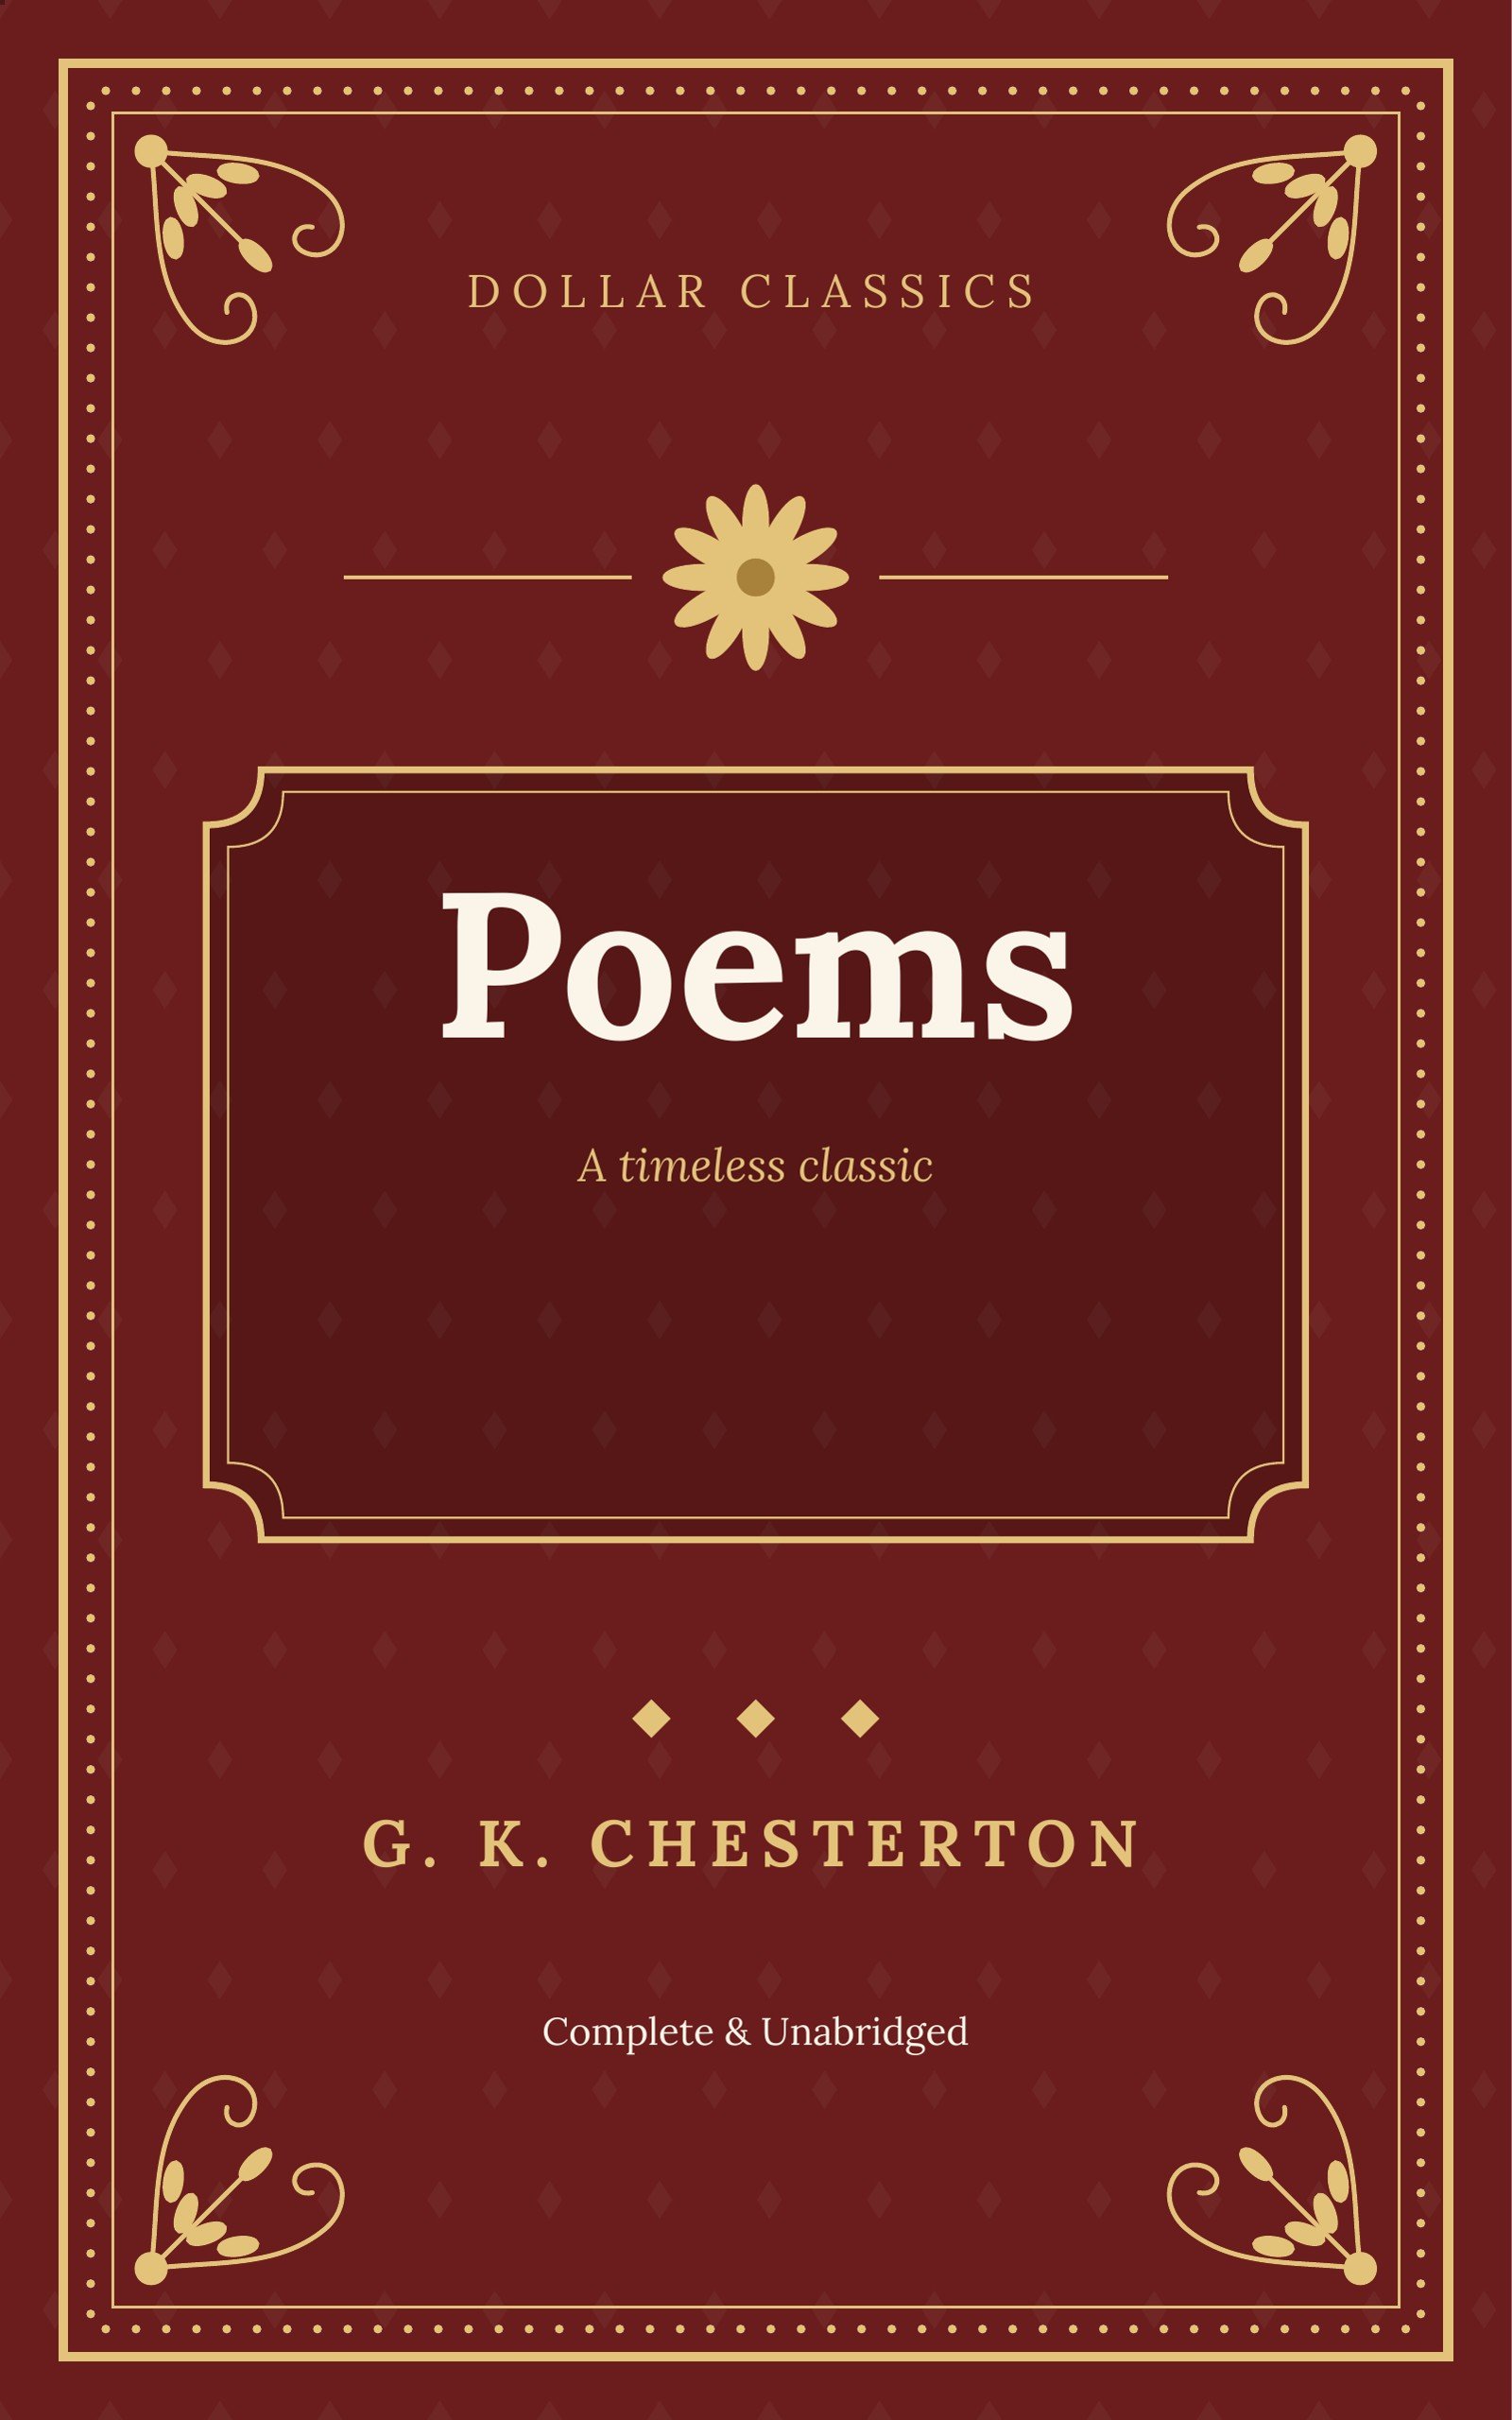 DOLLAR CLASSICS
Poems
A timeless classic
G. K. CHESTERTON
Complete & Unabridged